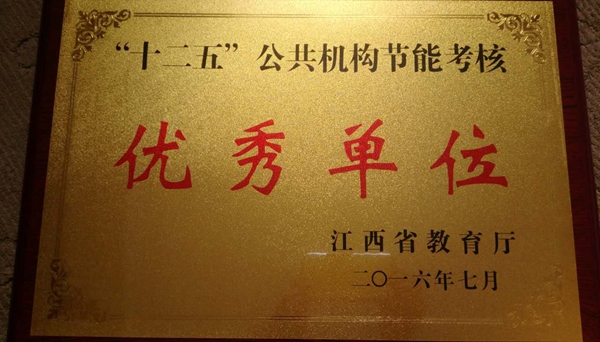 “十二五”公共机构节能考核
优秀单位
江西省教育厅
二〇一六年七月